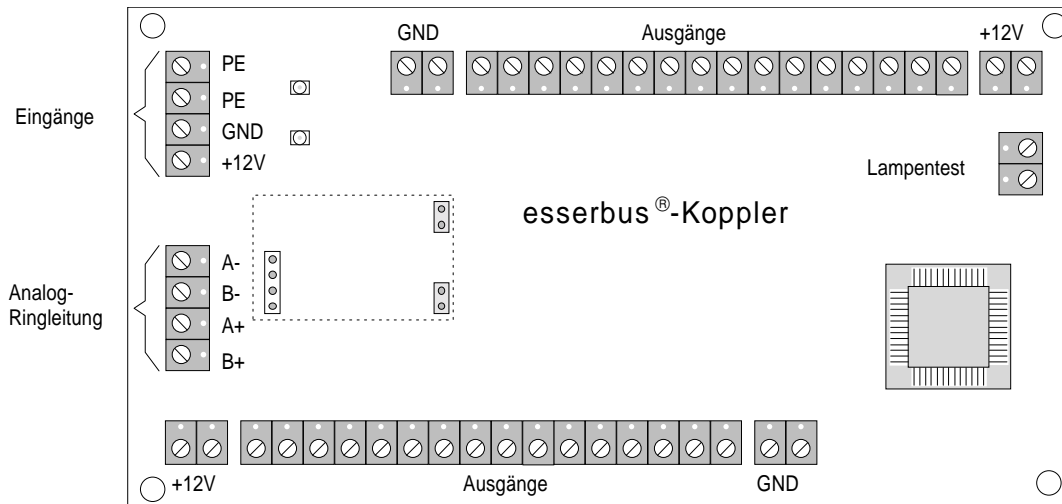 GND
Ausgänge
+12V
PE
PE
GND
+12V
Eingänge
Lampentest
esserbus®-Koppler
A-
B-
A+
B+
Analog-
Ringleitung
+12V
Ausgänge
GND